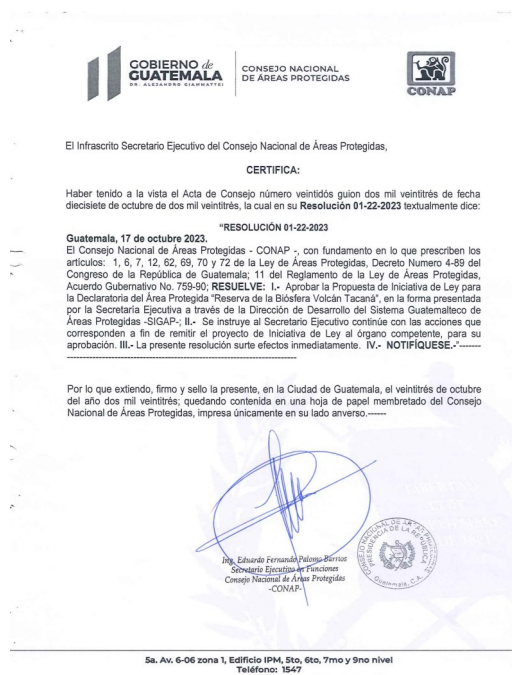 GOBIERNO de
GUATEMALA
DR. ALEJANDRO GIAMMATTEI
CONSEJO NACIONAL
DE ÁREAS PROTEGIDAS
CONAP
El Infrascrito Secretario Ejecutivo del Consejo Nacional de Áreas Protegidas,
CERTIFICA:
Haber tenido a la vista el Acta de Consejo número veintidós guion dos mil veintitrés de fecha
diecisiete de octubre de dos mil veintitrés, la cual en su Resolución 01-22-2023 textualmente dice:
“RESOLUCIÓN 01-22-2023
Guatemala, 17 de octubre 2023.
El Consejo Nacional de Áreas Protegidas - CONAP -, con fundamento en lo que prescriben los
artículos: 1, 6, 7, 12, 62, 69, 70 y 72 de la Ley de Áreas Protegidas, Decreto Numero 4-89 del
Congreso de la República de Guatemala; 11 del Reglamento de la Ley de Áreas Protegidas,
Acuerdo Gubernativo No. 759-90; RESUELVE: I.- Aprobar la Propuesta de Iniciativa de Ley para
la Declaratoria del Área Protegida “Reserva de la Biósfera Volcán Tacaná”, en la forma presentada
por la Secretaría Ejecutiva a través de la Dirección de Desarrollo del Sistema Guatemalteco de
Áreas Protegidas -SIGAP-; II.- Se instruye al Secretario Ejecutivo continúe con las acciones que
corresponden a fin de remitir el proyecto de Iniciativa de Ley al órgano competente, para su
aprobación. III.- La presente resolución surte efectos inmediatamente. IV.- NOTIFÍQUESE.-”-------
----------------------------------------------------------------
Por lo que extiendo, firmo y sello la presente, en la Ciudad de Guatemala, el veintitrés de octubre
del año dos mil veintitrés; quedando contenida en una hoja de papel membretado del Consejo
Nacional de Áreas Protegidas, impresa únicamente en su lado anverso.------
Ing. Eduardo Fernando Palomo Barrios
Secretario Ejecutivo en Funciones
Consejo Nacional de Áreas Protegidas
-CONAP-
CONSEJO NACIONAL DE AREAS PROTEGIDAS
PRESIDENCIA DE LA REPÚBLICA
Guatemala, C.A.
5a. Av. 6-06 zona 1, Edificio IPM, 5to, 6to, 7mo y 9no nivel
Teléfono: 1547